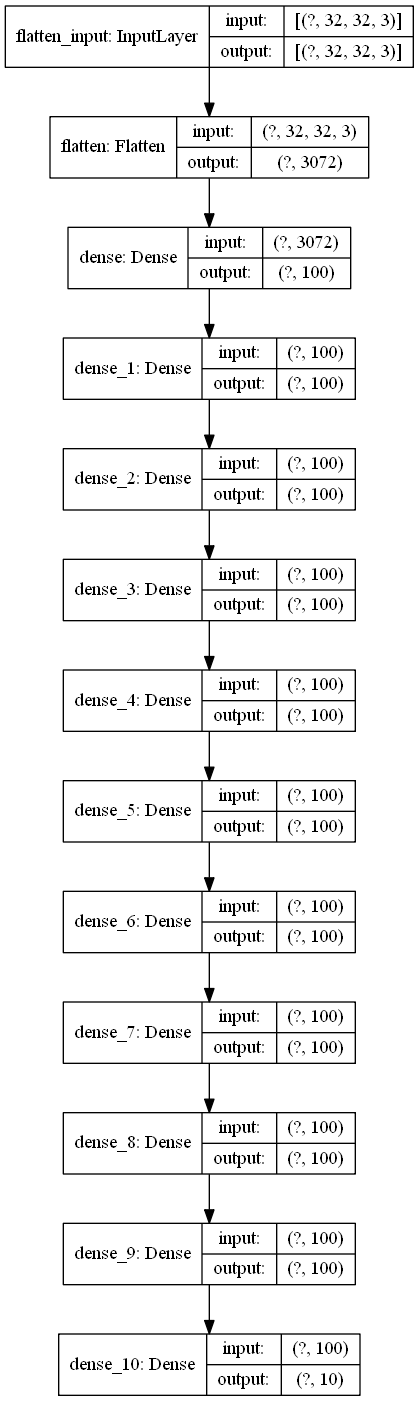 flatten_input: InputLayer
input: [(?, 32, 32, 3)]
output: [(?, 32, 32, 3)]
flatten: Flatten
input: (?, 32, 32, 3)
output: (?, 3072)
dense: Dense
input: (?, 3072)
output: (?, 100)
dense_1: Dense
input: (?, 100)
output: (?, 100)
dense_2: Dense
input: (?, 100)
output: (?, 100)
dense_3: Dense
input: (?, 100)
output: (?, 100)
dense_4: Dense
input: (?, 100)
output: (?, 100)
dense_5: Dense
input: (?, 100)
output: (?, 100)
dense_6: Dense
input: (?, 100)
output: (?, 100)
dense_7: Dense
input: (?, 100)
output: (?, 100)
dense_8: Dense
input: (?, 100)
output: (?, 100)
dense_9: Dense
input: (?, 100)
output: (?, 100)
dense_10: Dense
input: (?, 100)
output: (?, 10)